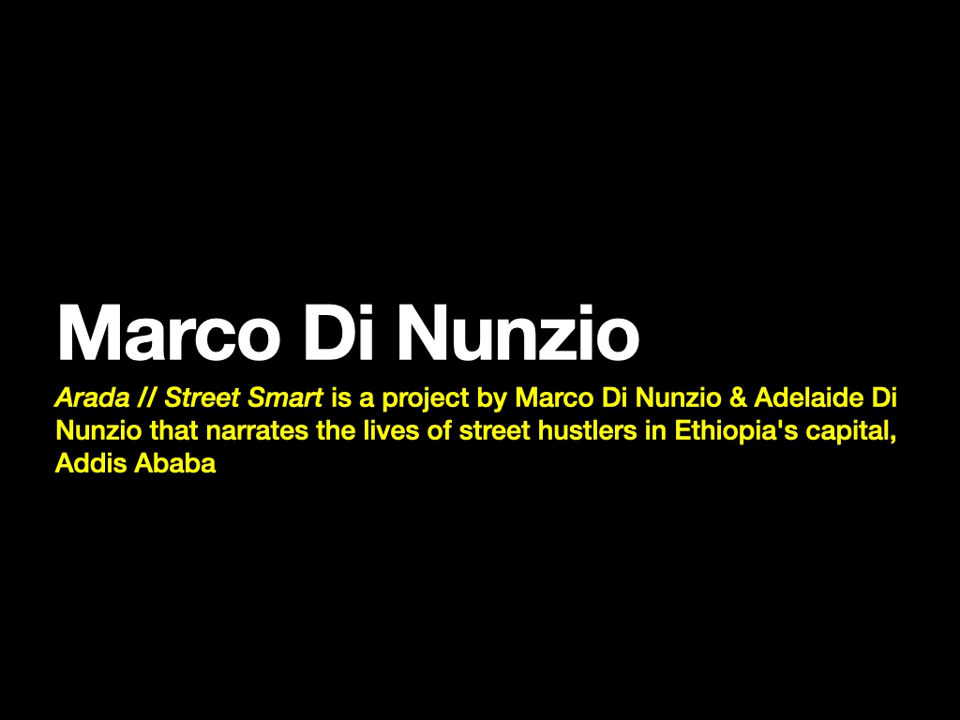 Marco Di Nunzio
Arada // Street Smart is a project by Marco Di Nunzio & Adelaide Di
Nunzio that narrates the lives of street hustlers in Ethiopia's capital,
Addis Ababa